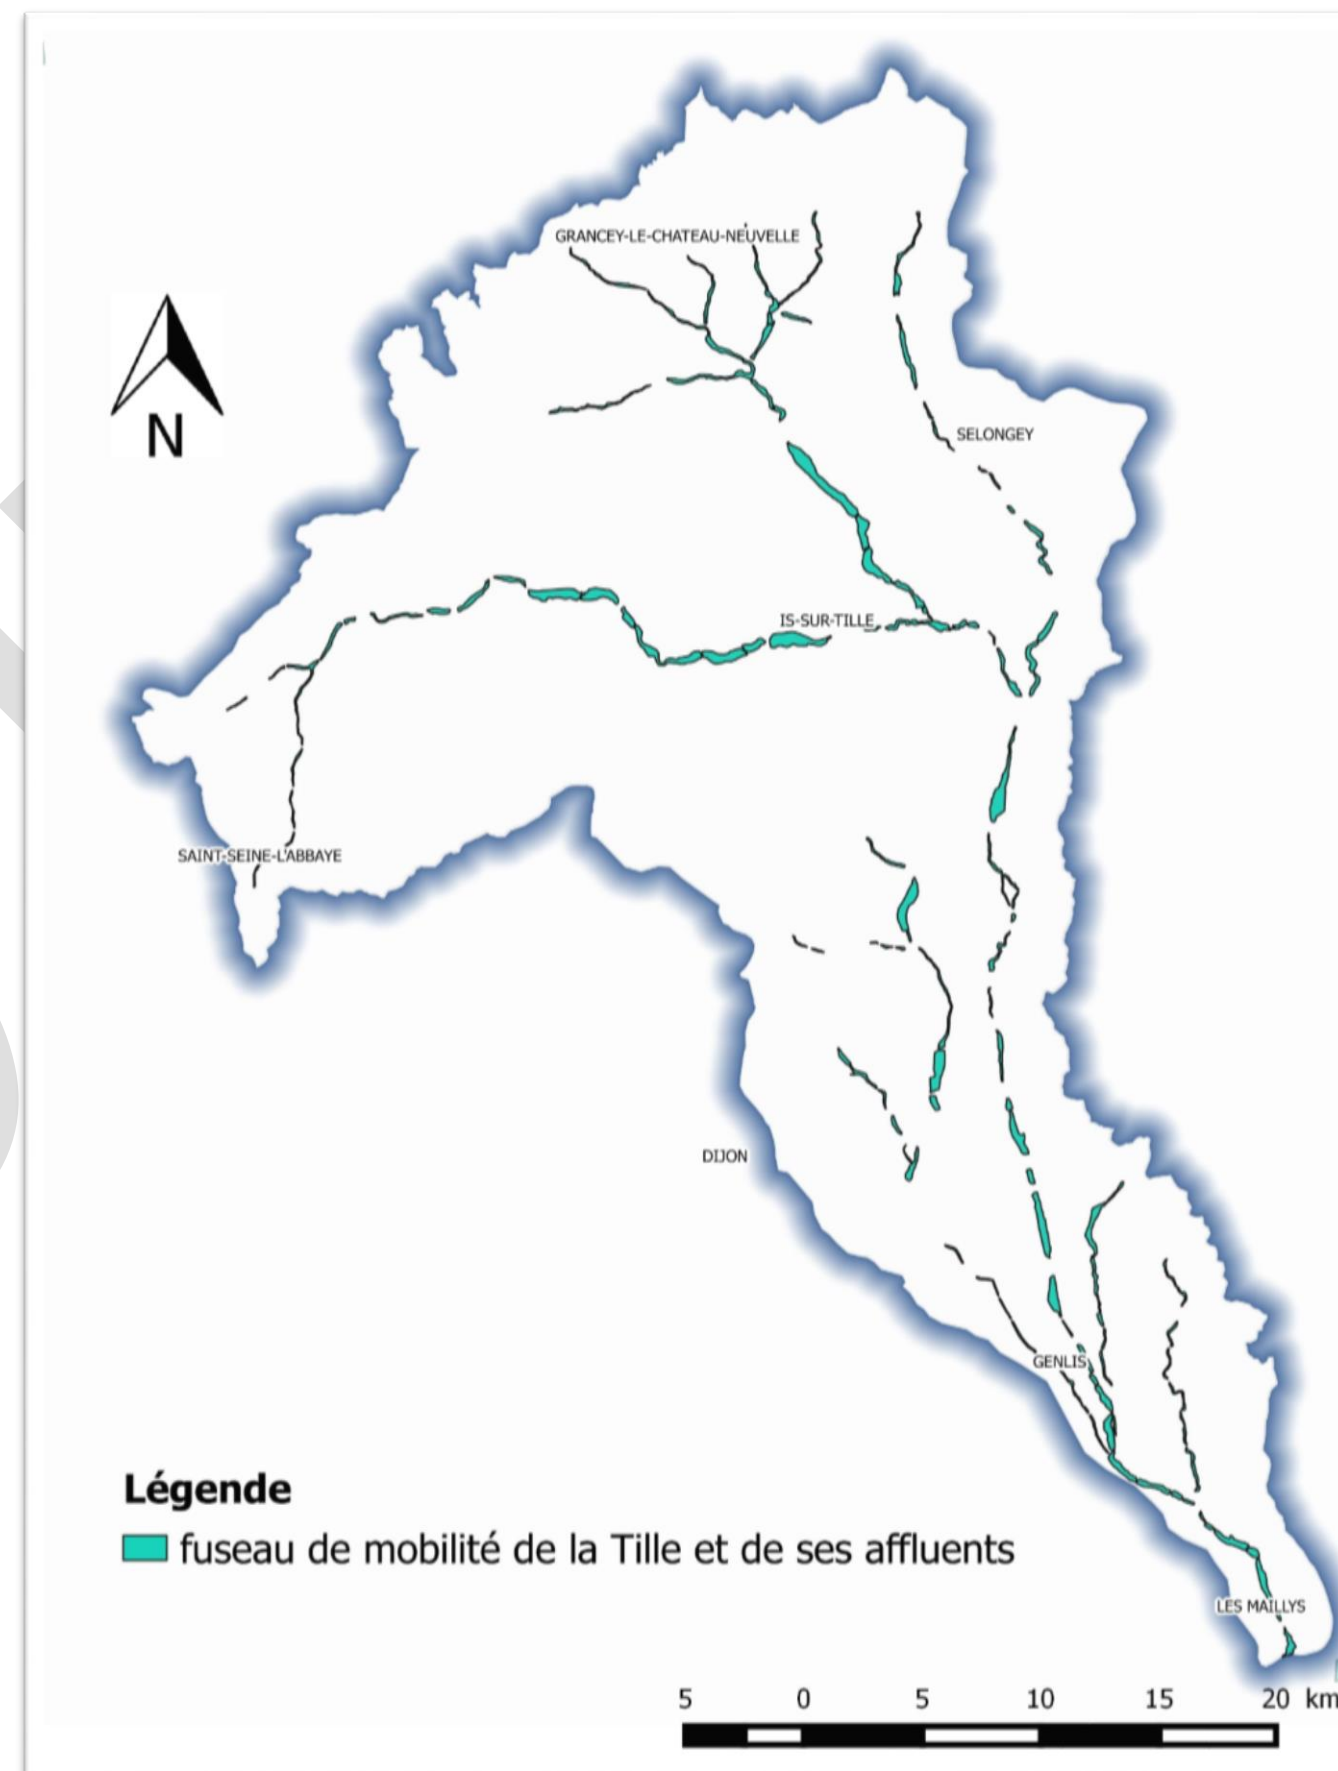 GRANCEY-LE-CHATEAU-NEUVELLE
N
SELONGEY
IS-SUR-TILLE
SAINT-SEINE-L'ABBAYE
DIJON
GENLIS
Légende
fuseau de mobilité de la Tille et de ses affluents
LES MAILLYS
5 0 5 10 15 20 km